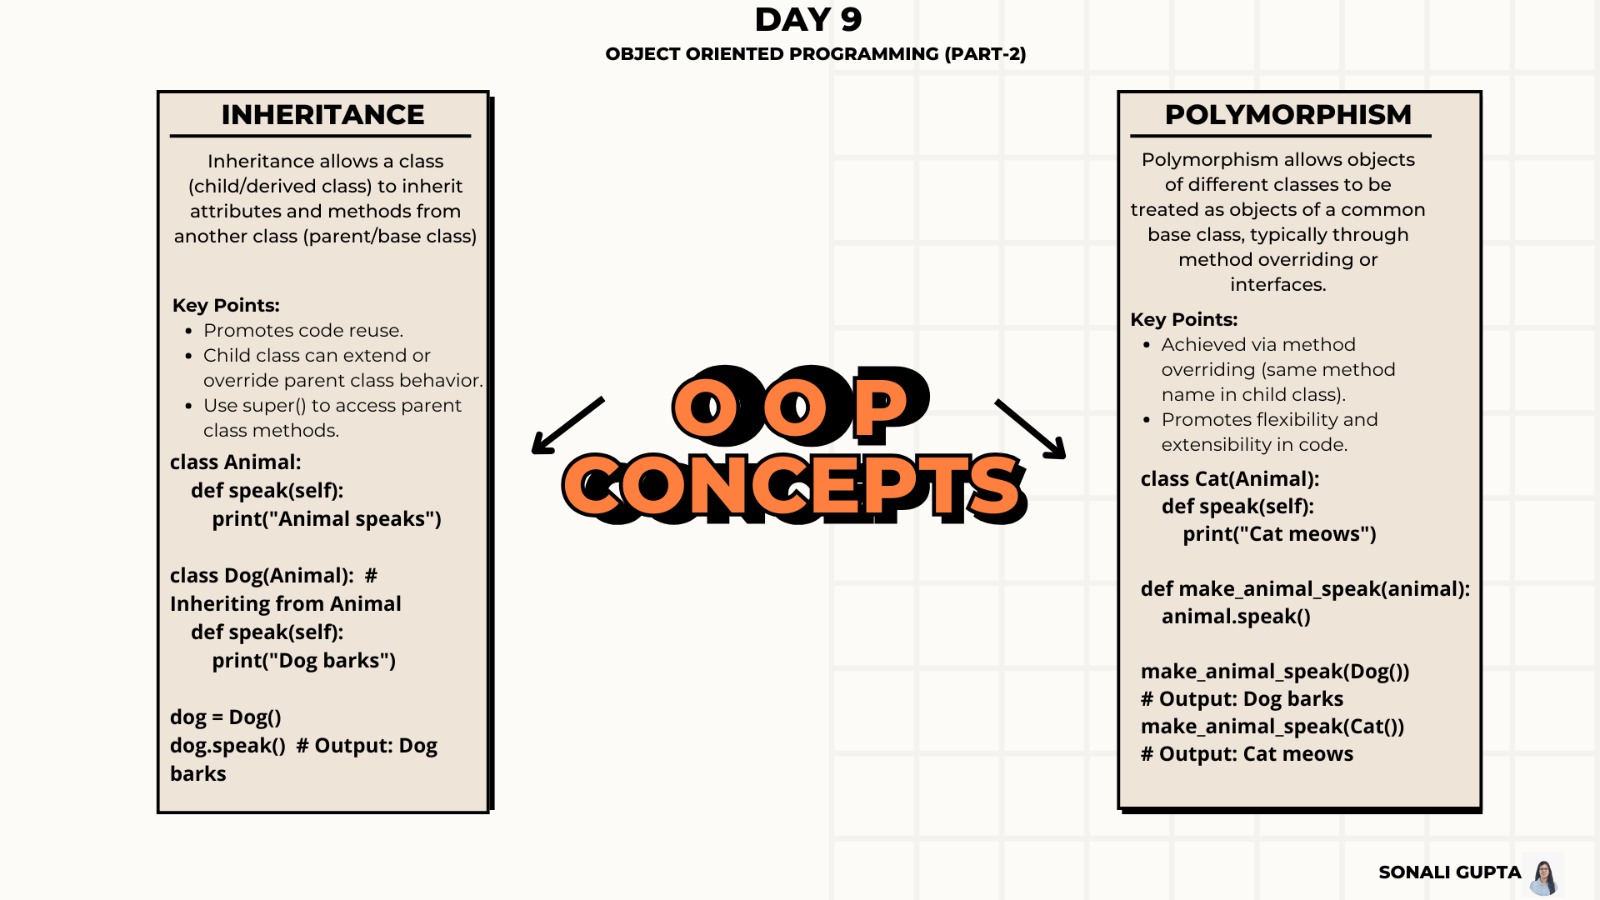 DAY 9
OBJECT ORIENTED PROGRAMMING (PART-2)
INHERITANCE
Inheritance allows a class
(child/derived class) to inherit
attributes and methods from
another class (parent/base class)
Key Points:
• Promotes code reuse.
• Child class can extend or
override parent class behavior.
• Use super() to access parent
class methods.
class Animal:
    def speak(self):
        print("Animal speaks")
class Dog(Animal):  #
Inheriting from Animal
    def speak(self):
        print("Dog barks")
dog = Dog()
dog.speak()  # Output: Dog
barks
OOP
CONCEPTS
POLYMORPHISM
Polymorphism allows objects
of different classes to be
treated as objects of a common
base class, typically through
method overriding or
interfaces.
Key Points:
• Achieved via method
overriding (same method
name in child class).
• Promotes flexibility and
extensibility in code.
class Cat(Animal):
    def speak(self):
        print("Cat meows")
def make_animal_speak(animal):
    animal.speak()
make_animal_speak(Dog())
# Output: Dog barks
make_animal_speak(Cat())
# Output: Cat meows
SONALI GUPTA